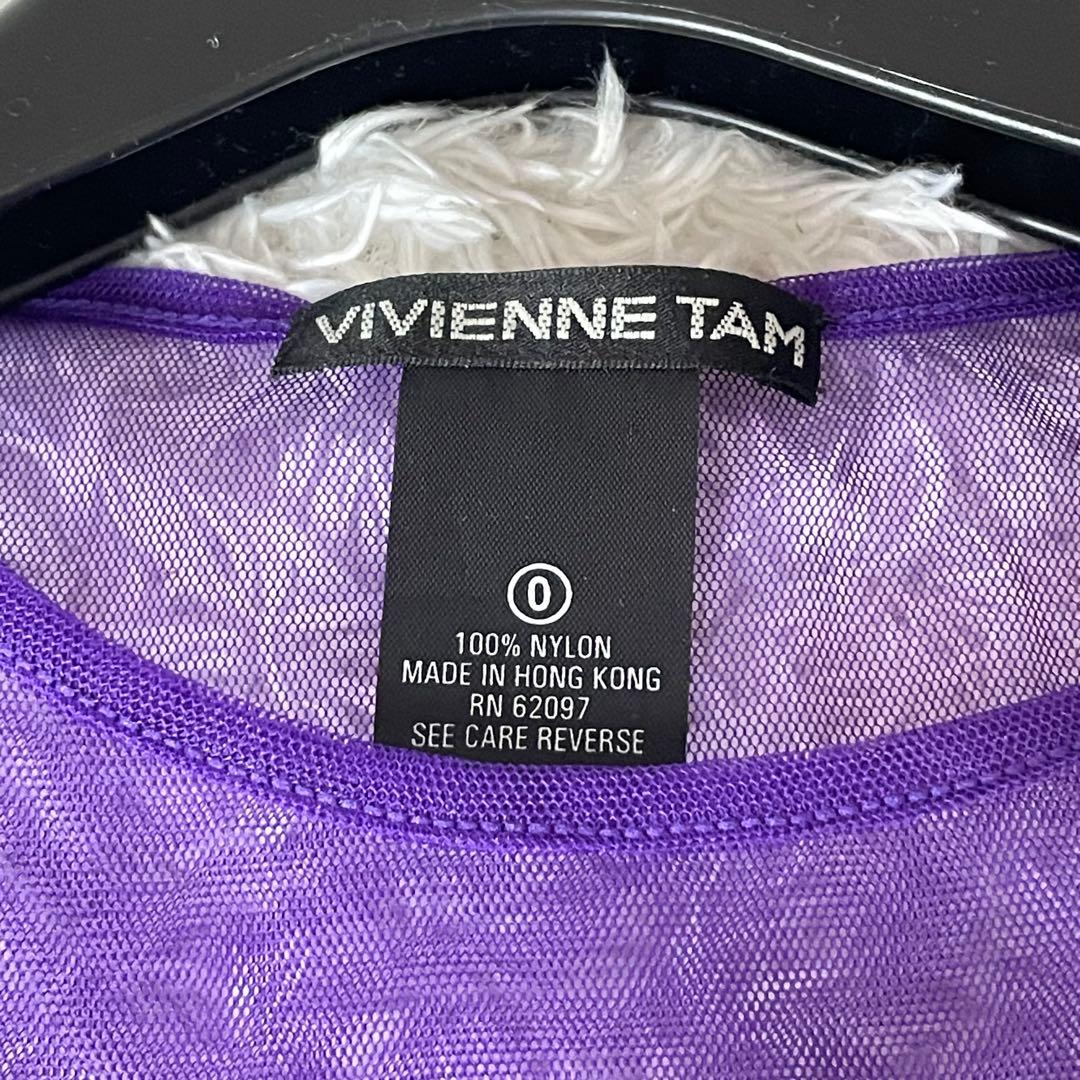 VIVIENNE TAM
0
100% NYLON
MADE IN HONG KONG
RN 62097
SEE CARE REVERSE